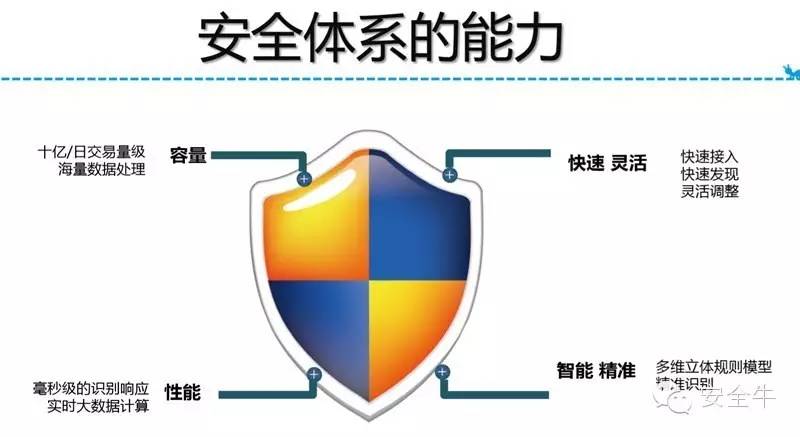 安全体系的能力
十亿/日交易量级
海量数据处理
容量
快速 灵活
快速接入
快速发现
灵活调整
毫秒级的识别响应
实时大数据计算
性能
智能 精准
多维立体规则模型
精准识别
安全牛